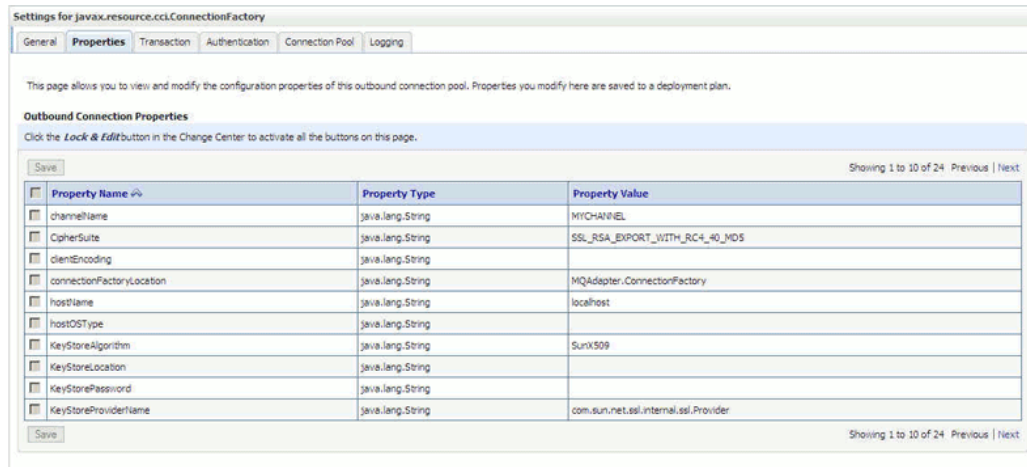 Settings for javax.resource.cci.ConnectionFactory
General Properties Transaction Authentication Connection Pool Logging
This page allows you to view and modify the configuration properties of this outbound connection pool. Properties you modify here are saved to a deployment plan.
Outbound Connection Properties
Click the Lock & Edit button in the Change Center to activate all the buttons on this page.
Save Showing 1 to 10 of 24 Previous | Next
Property Name Property Type Property Value
channelName java.lang.String MYCHANNEL
CipherSuite java.lang.String SSL_RSA_EXPORT_WITH_RC4_40_MD5
clientEncoding java.lang.String
connectionFactoryLocation java.lang.String MQAdapter.ConnectionFactory
hostName java.lang.String localhost
hostOSType java.lang.String
KeyStoreAlgorithm java.lang.String SunX509
KeyStoreLocation java.lang.String
KeyStorePassword java.lang.String
KeyStoreProviderName java.lang.String com.sun.net.ssl.internal.ssl.Provider
Save Showing 1 to 10 of 24 Previous | Next